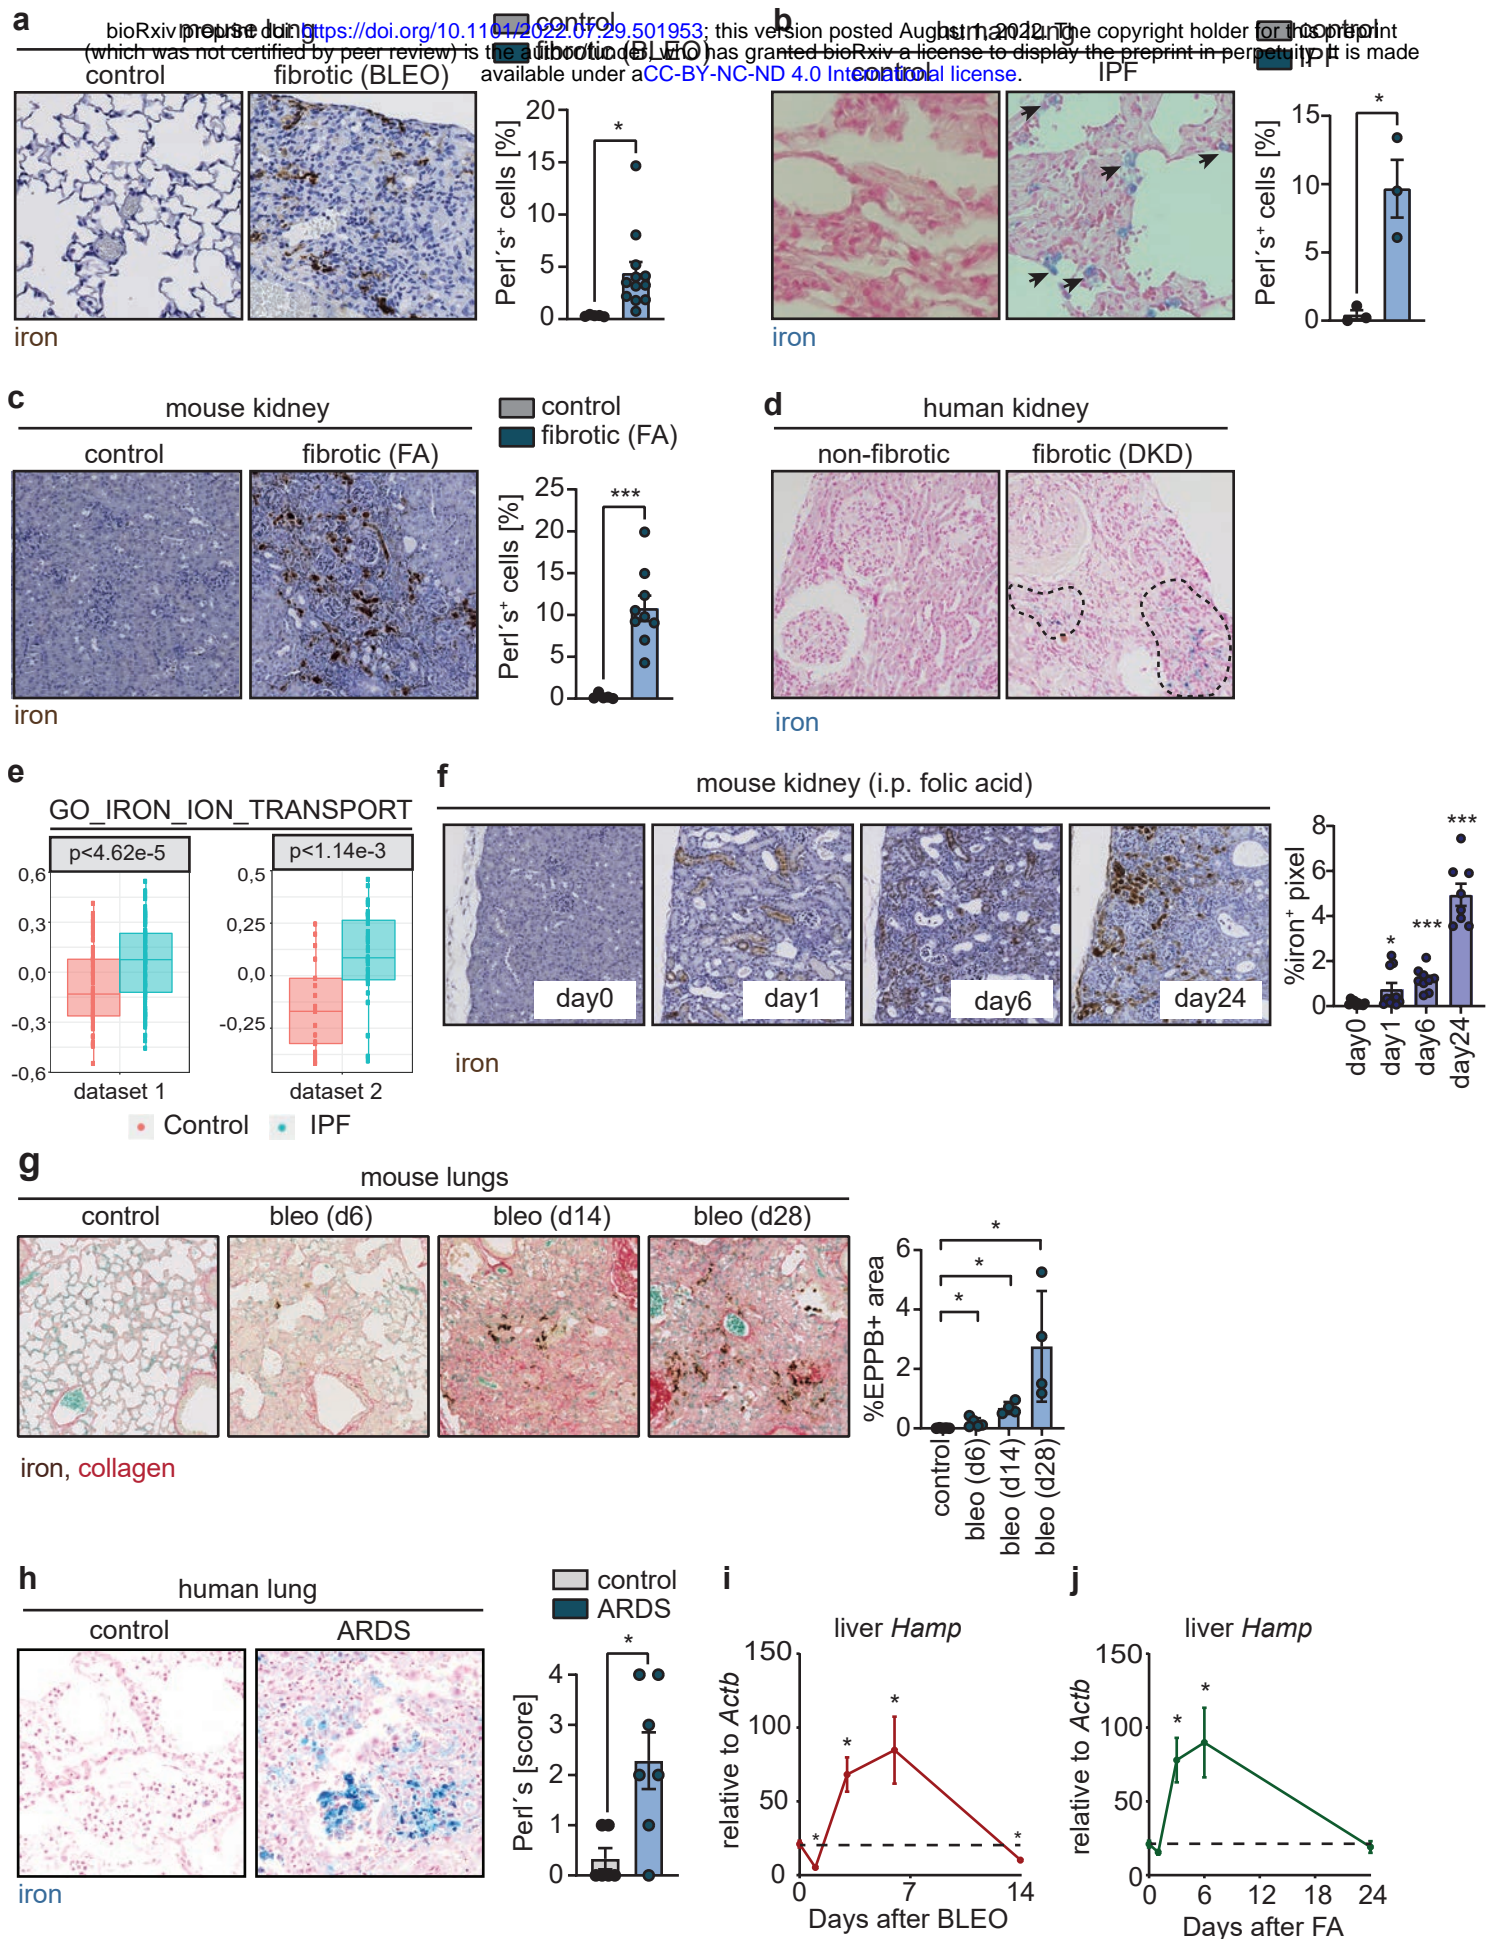 bioRxiv preprint doi: https://doi.org/10.1101/2022.07.29.501953; this version posted August 1, 2022. The copyright holder for this preprint
(which was not certified by peer review) is the author/funder, who has granted bioRxiv a license to display the preprint in perpetuity. It is made
available under aCC-BY-NC-ND 4.0 International license.
a
mouse lung
control
fibrotic (BLEO)
control
fibrotic (BLEO)
iron
Perl´s+ cells [%]
20
15
10
5
0
*
b
human lung
control
IPF
control
IPF
iron
Perl´s+ cells [%]
15
10
5
0
*
c
mouse kidney
control
fibrotic (FA)
control
fibrotic (FA)
iron
Perl´s+ cells [%]
25
20
15
10
5
0
***
d
human kidney
non-fibrotic
fibrotic (DKD)
iron
e
GO_IRON_ION_TRANSPORT
p<4.62e-5
p<1.14e-3
0,6
0,3
0,0
-0,3
-0,6
0,5
0,25
0,0
-0,25
dataset 1
dataset 2
Control
IPF
f
mouse kidney (i.p. folic acid)
day0
day1
day6
day24
iron
%iron+ pixel
8
6
4
2
0
*
***
***
day0
day1
day6
day24
g
mouse lungs
control
bleo (d6)
bleo (d14)
bleo (d28)
iron, collagen
%EPPB+ area
6
4
2
0
*
*
*
control
bleo (d6)
bleo (d14)
bleo (d28)
h
human lung
control
ARDS
control
ARDS
iron
Perl´s [score]
4
3
2
1
0
*
i
liver Hamp
relative to Actb
150
100
50
0
*
*
*
*
0
7
14
Days after BLEO
j
liver Hamp
relative to Actb
150
100
50
0
*
*
0
6
12
18
24
Days after FA